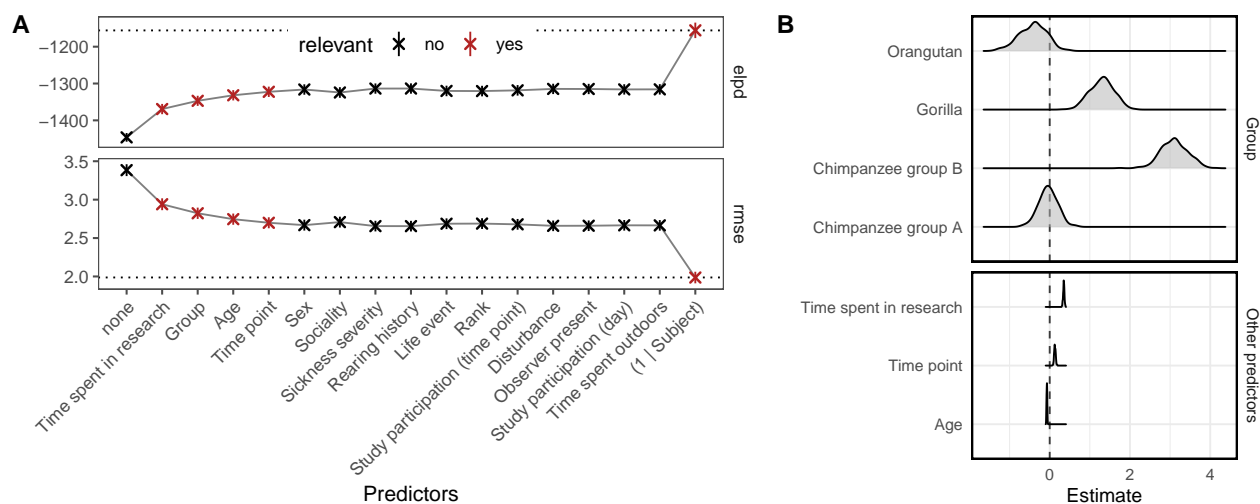 A
relevant no yes
−1200
−1300
−1400
elpd
3.5
3.0
2.5
2.0
rmse
none
Time spent in research
Group
Age
Time point
Sex
Sociality
Sickness severity
Rearing history
Life event
Rank
Study participation (time point)
Disturbance
Observer present
Study participation (day)
Time spent outdoors
(1 | Subject)
Predictors
B
Orangutan
Gorilla
Chimpanzee group B
Chimpanzee group A
Group
Time spent in research
Time point
Age
Other predictors
0 2 4
Estimate